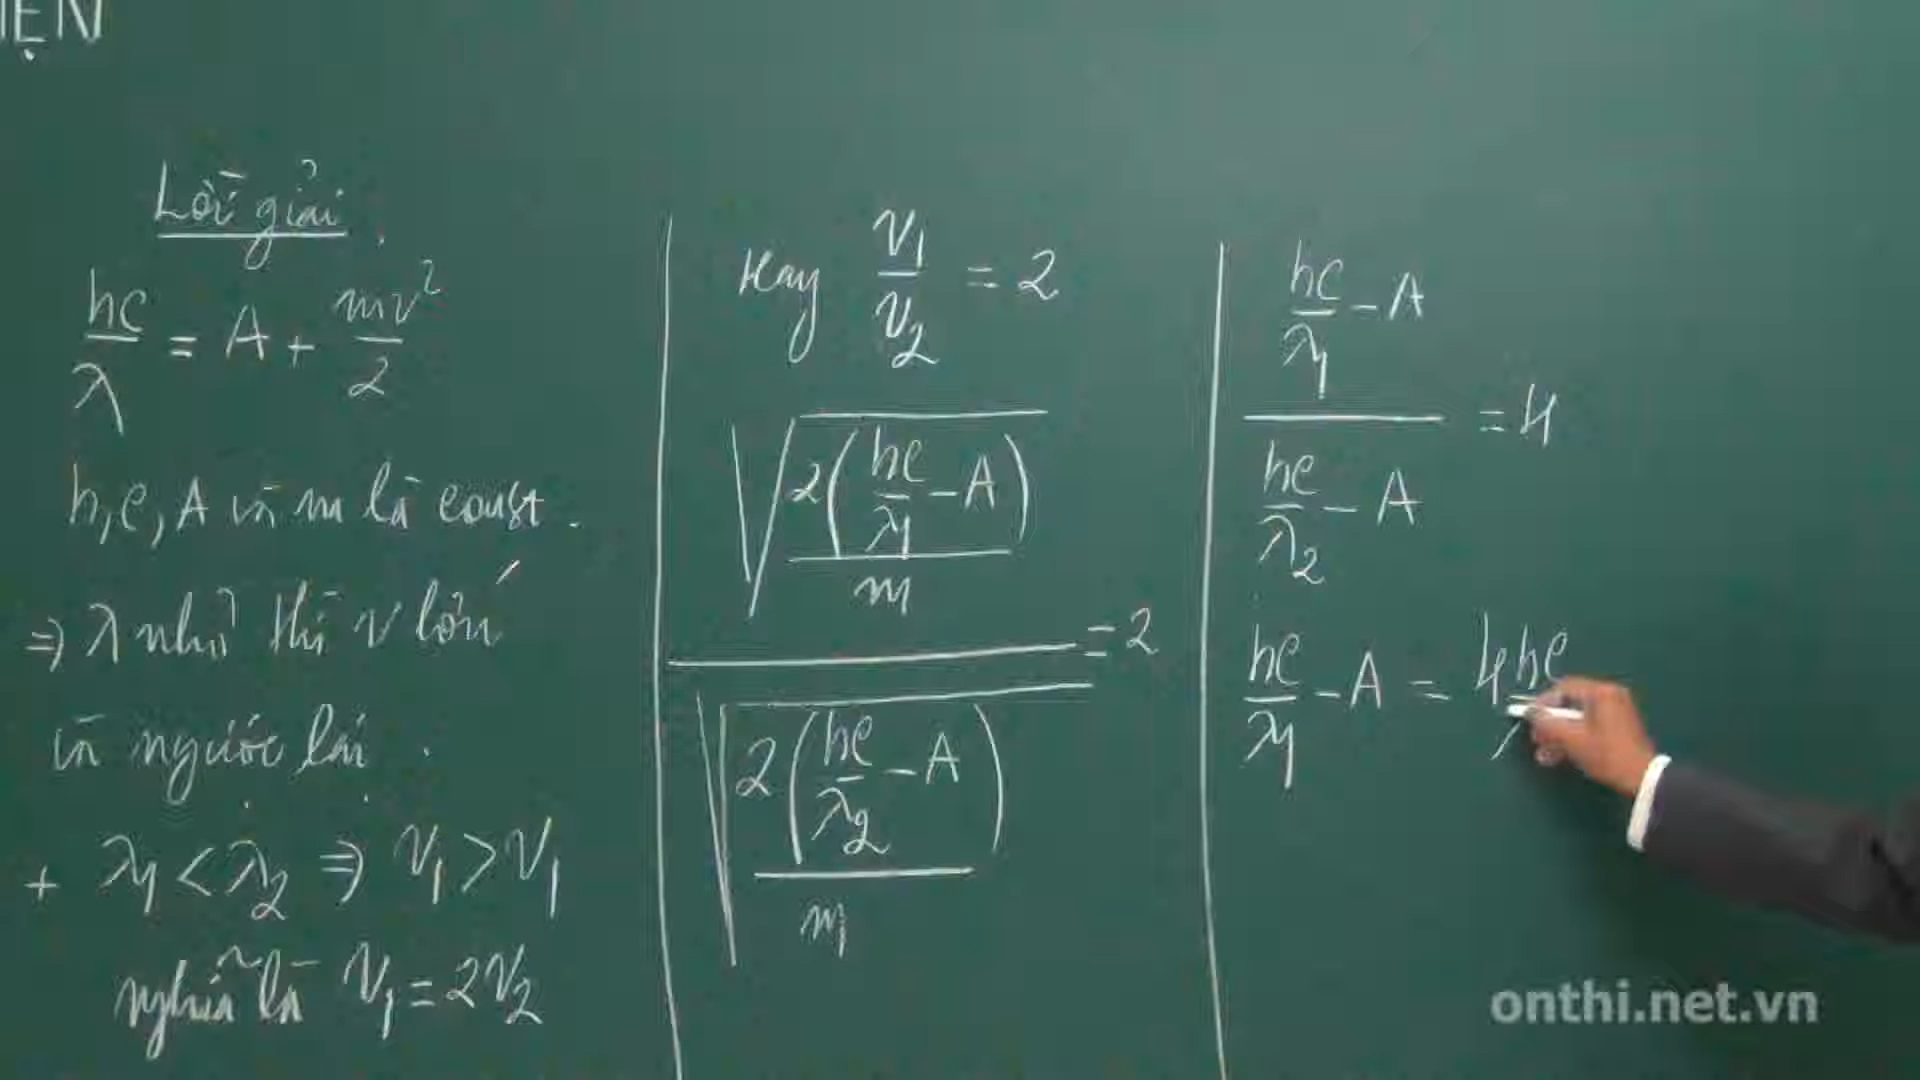 IỆN
Lời giải
hc/λ = A + mv²/2
h, c, A và m là const.
⇒ λ nhỏ thì v lớn
và ngược lại.
+ λ₁ < λ₂ ⇒ v₁ > v₁
nghĩa là v₁ = 2v₂
Hay v₁/v₂ = 2
√(2(hc/λ₁ − A)/m) / √(2(hc/λ₂ − A)/m) = 2
(hc/λ₁ − A)/(hc/λ₂ − A) = 4
hc/λ₁ − A = 4hc/λ
onthi.net.vn